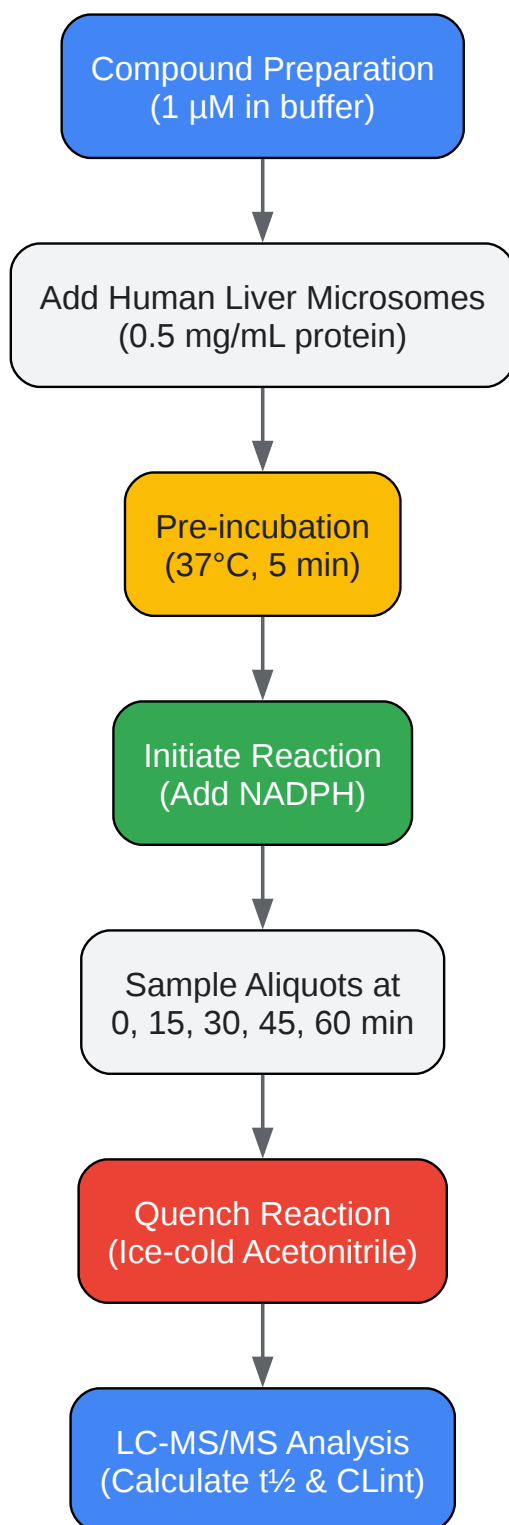 Compound Preparation
(1 µM in buffer)
Add Human Liver Microsomes
(0.5 mg/mL protein)
Pre-incubation
(37°C, 5 min)
Initiate Reaction
(Add NADPH)
Sample Aliquots at
0, 15, 30, 45, 60 min
Quench Reaction
(Ice-cold Acetonitrile)
LC-MS/MS Analysis
(Calculate t½ & CLint)